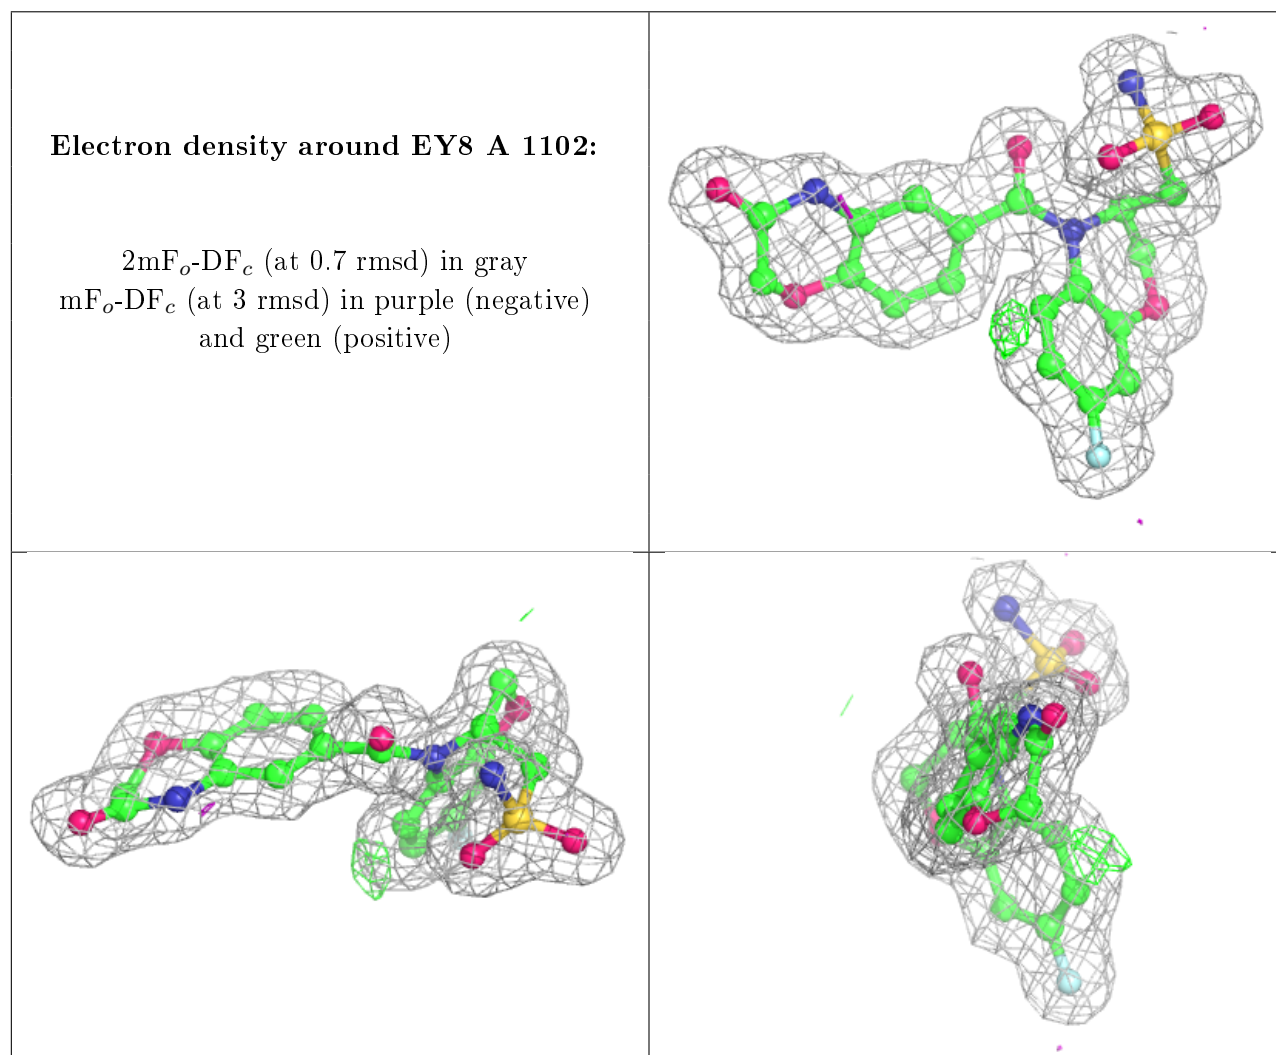 Electron density around EY8 A 1102:
2mFo-DFc (at 0.7 rmsd) in gray
mFo-DFc (at 3 rmsd) in purple (negative)
and green (positive)